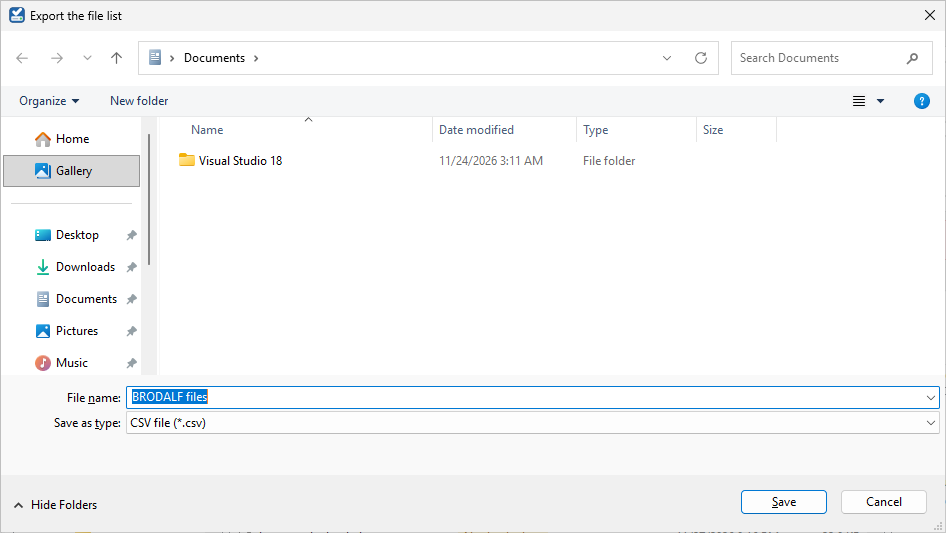 Export the file list
Documents
Search Documents
Organize New folder
Name Date modified Type Size
Home
Gallery
Visual Studio 18 11/24/2026 3:11 AM File folder
Desktop
Downloads
Documents
Pictures
Music
File name: BRODALF files
Save as type: CSV file (*.csv)
Hide Folders Save Cancel